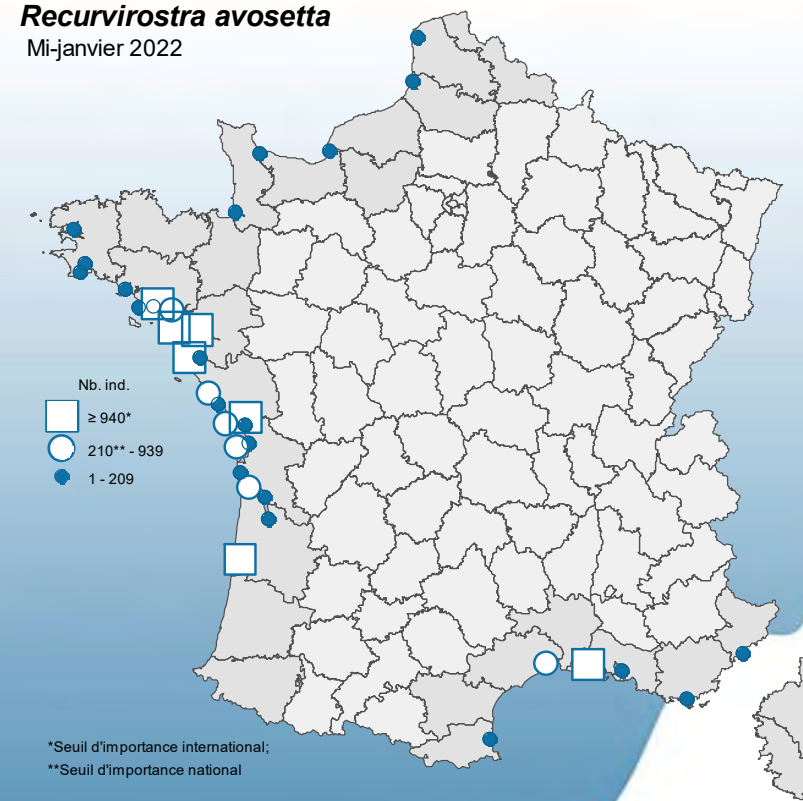 Recurvirostra avosetta
Mi-janvier 2022
Nb. ind.
≥ 940*
210** - 939
1 - 209
*Seuil d'importance international;
**Seuil d'importance national